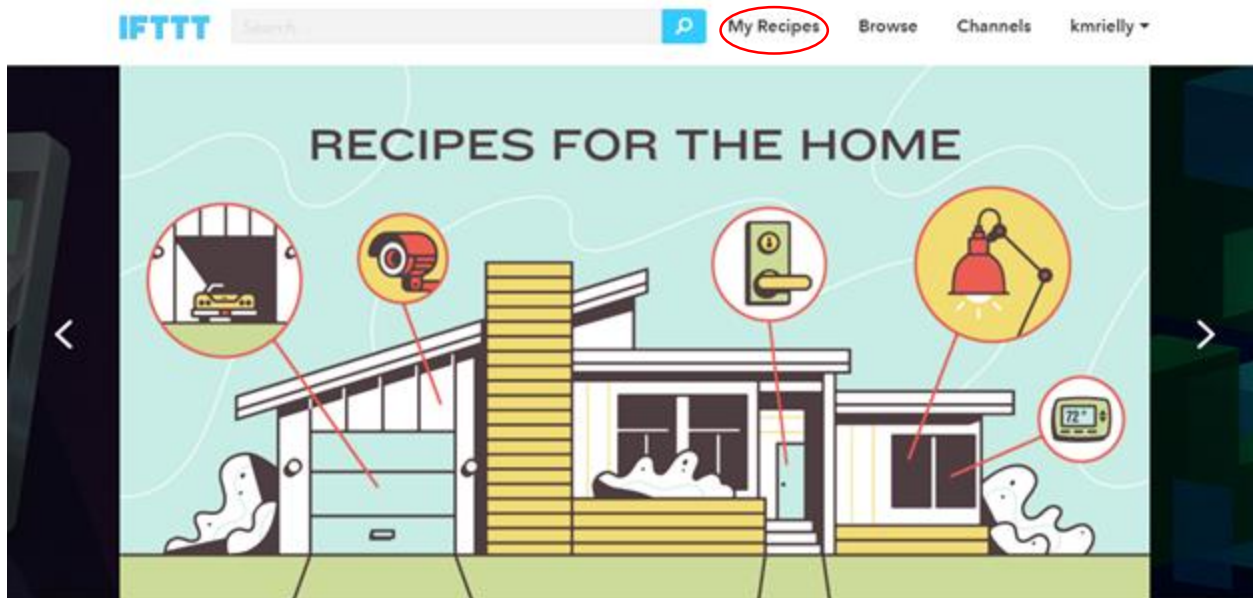 IFTTT Search... My Recipes Browse Channels kmrielly
RECIPES FOR THE HOME
72°